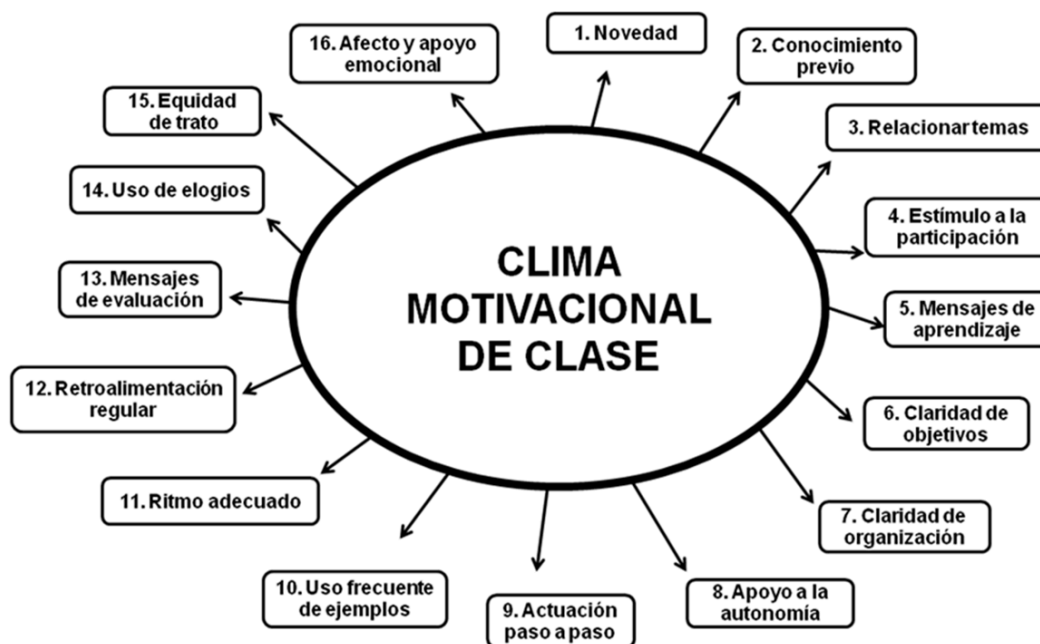 CLIMA
MOTIVACIONAL
DE CLASE
1. Novedad
2. Conocimiento
previo
3. Relacionar temas
4. Estímulo a la
participación
5. Mensajes de
aprendizaje
6. Claridad de
objetivos
7. Claridad de
organización
8. Apoyo a la
autonomía
9. Actuación
paso a paso
10. Uso frecuente
de ejemplos
11. Ritmo adecuado
12. Retroalimentación
regular
13. Mensajes
de evaluación
14. Uso de elogios
15. Equidad
de trato
16. Afecto y apoyo
emocional